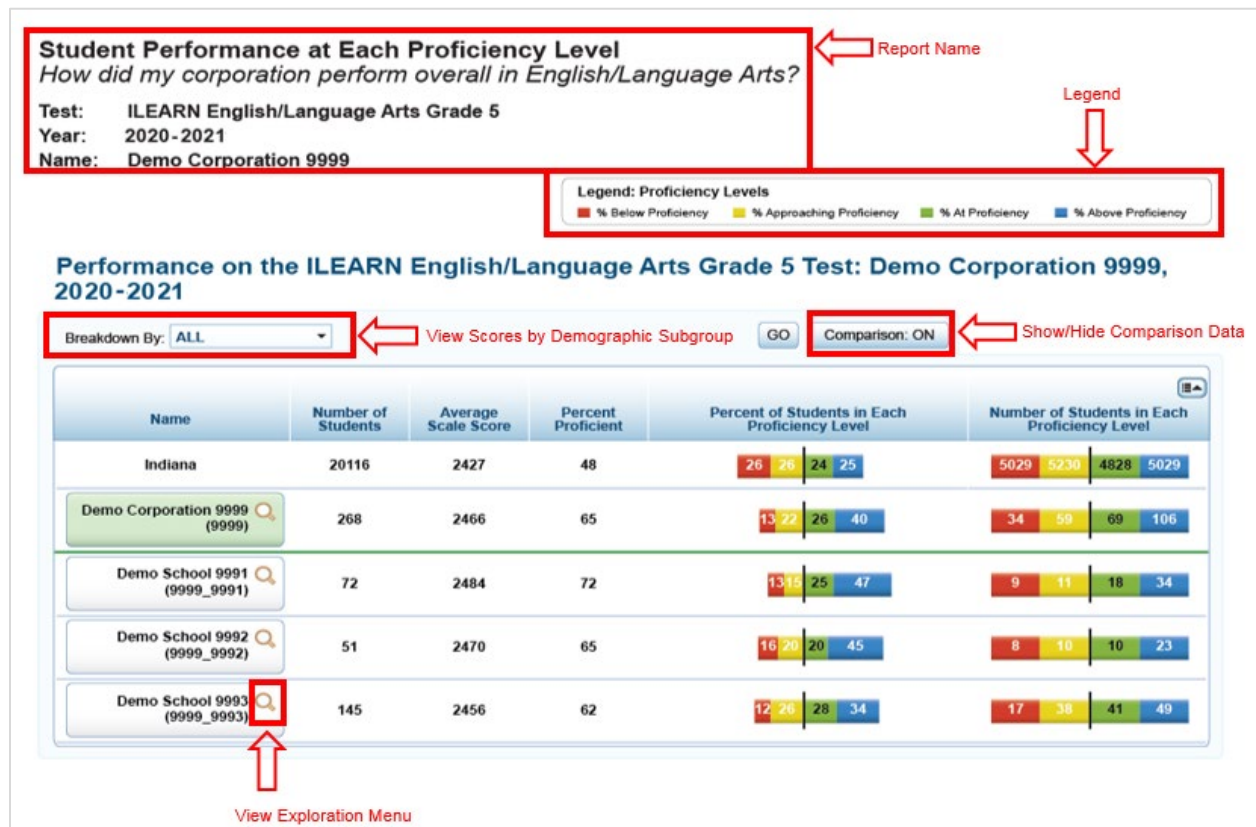 Student Performance at Each Proficiency Level
How did my corporation perform overall in English/Language Arts?
Report Name
Test: ILEARN English/Language Arts Grade 5
Year: 2020-2021
Name: Demo Corporation 9999
Legend
Legend: Proficiency Levels
% Below Proficiency % Approaching Proficiency % At Proficiency % Above Proficiency
Performance on the ILEARN English/Language Arts Grade 5 Test: Demo Corporation 9999,
2020-2021
Breakdown By: ALL View Scores by Demographic Subgroup GO Comparison: ON Show/Hide Comparison Data
Name Number of Students Average Scale Score Percent Proficient Percent of Students in Each Proficiency Level Number of Students in Each Proficiency Level
Indiana 20116 2427 48 26 26 24 25 5029 5230 4828 5029
Demo Corporation 9999 (9999) 268 2466 65 13 22 26 40 34 59 69 106
Demo School 9991 (9999_9991) 72 2484 72 13 15 25 47 9 11 18 34
Demo School 9992 (9999_9992) 51 2470 65 16 20 20 45 8 10 10 23
Demo School 9993 (9999_9993) 145 2456 62 12 26 28 34 17 38 41 49
View Exploration Menu